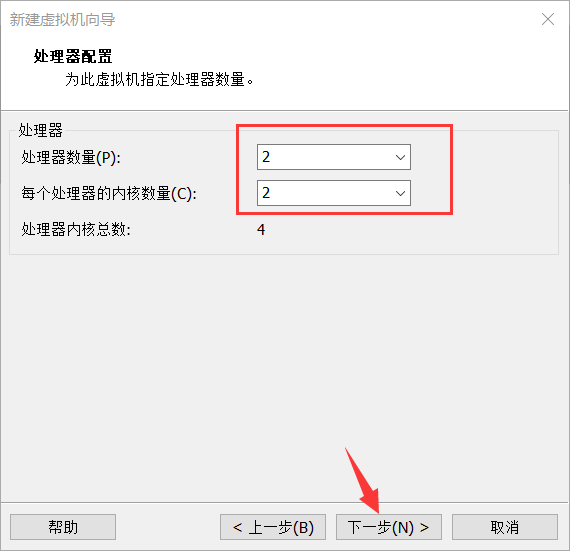 新建虚拟机向导
处理器配置
为此虚拟机指定处理器数量。
处理器
处理器数量(P):
2
每个处理器的内核数量(C):
2
处理器内核总数:
4
帮助
< 上一步(B)
下一步(N) >
取消